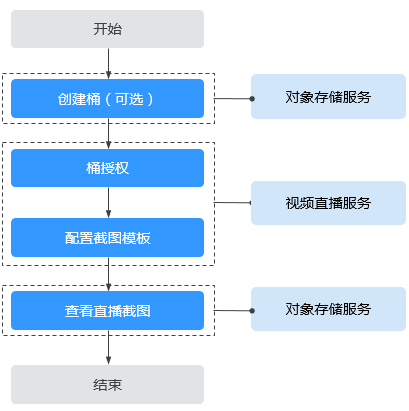 开始
创建桶（可选）
对象存储服务
桶授权
视频直播服务
配置截图模板
查看直播截图
对象存储服务
结束